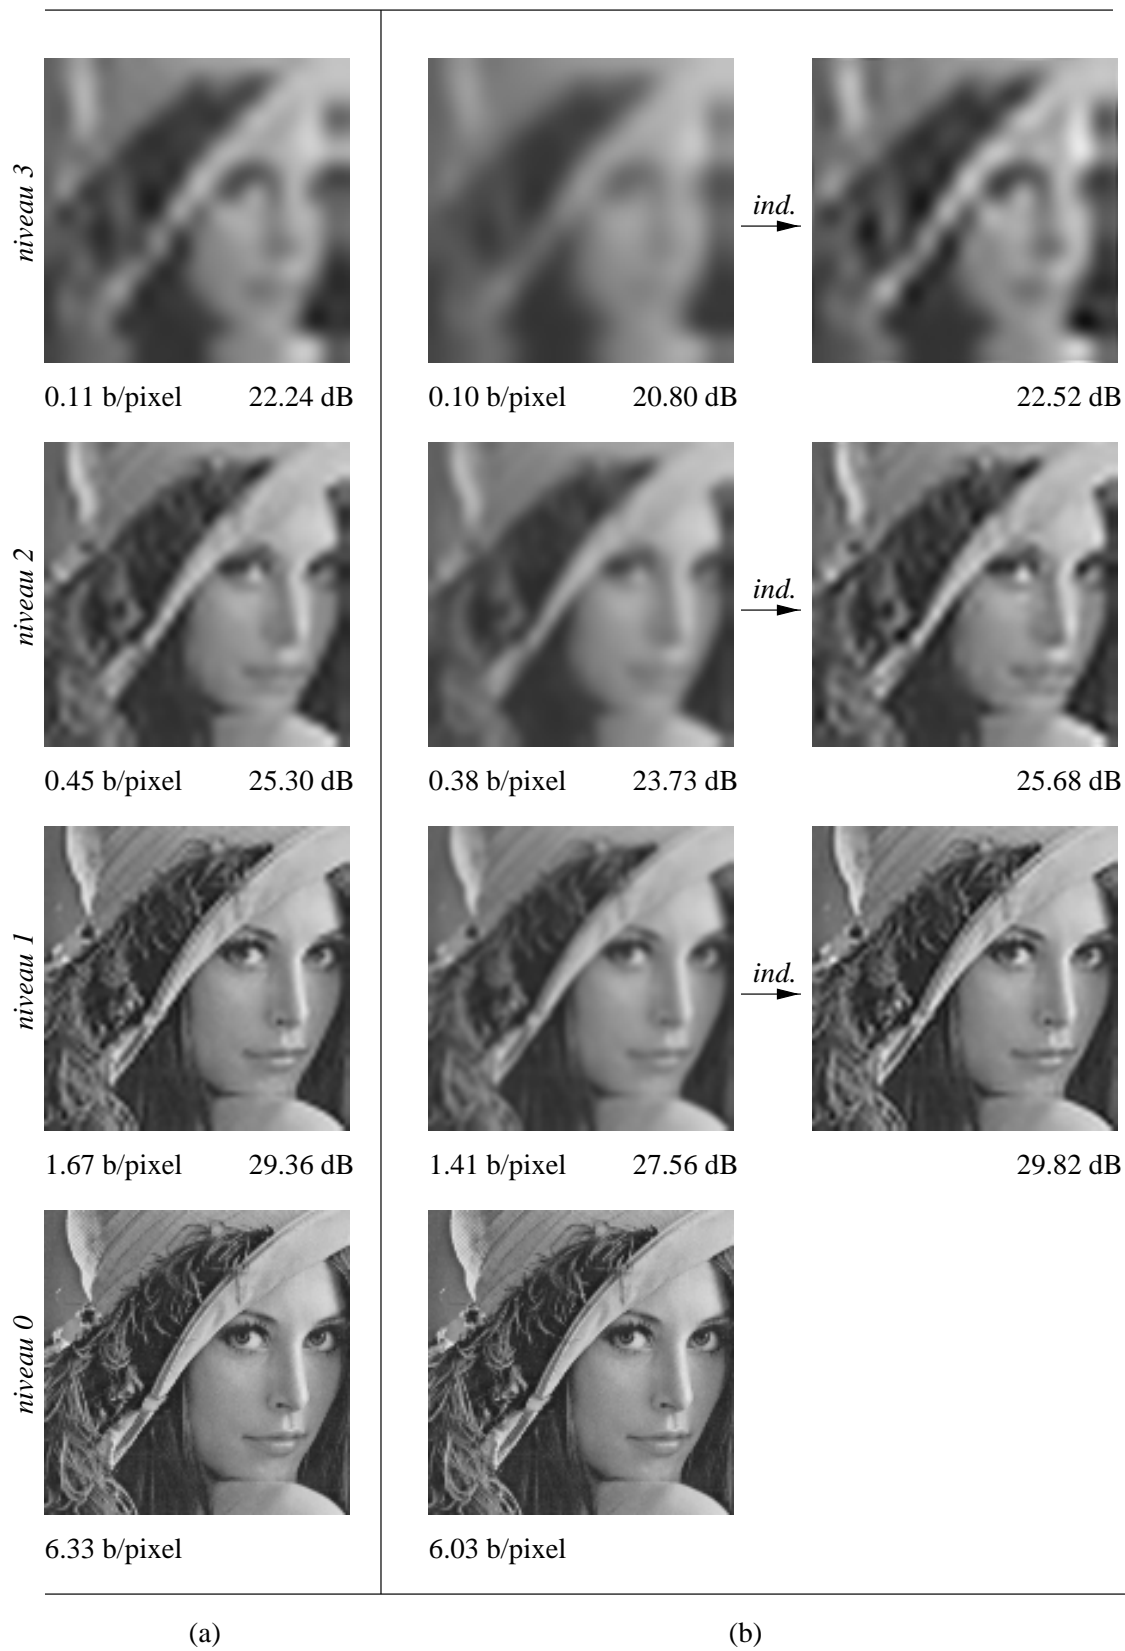 niveau 3
ind.
0.11 b/pixel 22.24 dB 0.10 b/pixel 20.80 dB 22.52 dB
niveau 2
ind.
0.45 b/pixel 25.30 dB 0.38 b/pixel 23.73 dB 25.68 dB
niveau 1
ind.
1.67 b/pixel 29.36 dB 1.41 b/pixel 27.56 dB 29.82 dB
niveau 0
6.33 b/pixel 6.03 b/pixel
(a) (b)